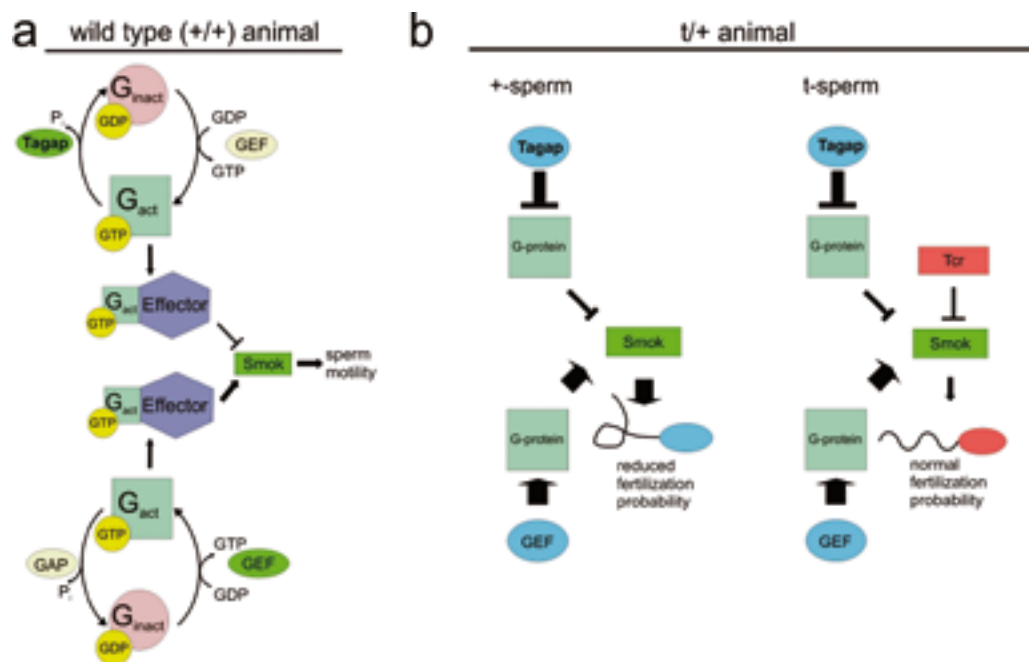 a
wild type (+/+) animal
G inact
GDP
Pi
Tagap
GDP
GEF
GTP
G act
GTP
G act
Effector
GTP
Smok
sperm
motility
G act
Effector
GTP
G act
GTP
GAP
Pi
GTP
GEF
GDP
G inact
GDP
b
t/+ animal
+-sperm
Tagap
G-protein
Smok
G-protein
reduced
fertilization
probability
GEF
t-sperm
Tagap
G-protein
Tcr
Smok
G-protein
normal
fertilization
probability
GEF